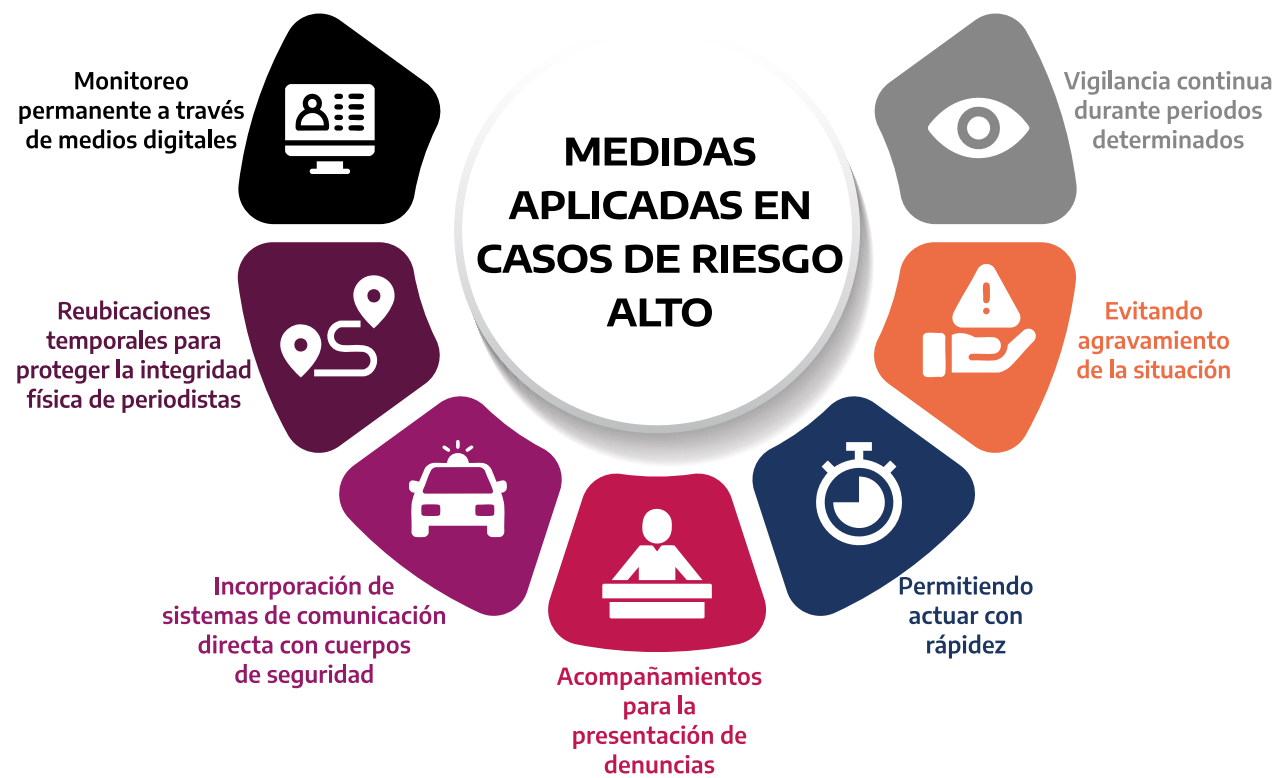 MEDIDAS
APLICADAS EN
CASOS DE RIESGO
ALTO
Monitoreo
permanente a través
de medios digitales
Reubicaciones
temporales para
proteger la integridad
física de periodistas
Incorporación de
sistemas de comunicación
directa con cuerpos
de seguridad
Acompañamientos
para la
presentación de
denuncias
Permitiendo
actuar con
rápidez
Evitando
agravamiento
de la situación
Vigilancia continua
durante periodos
determinados